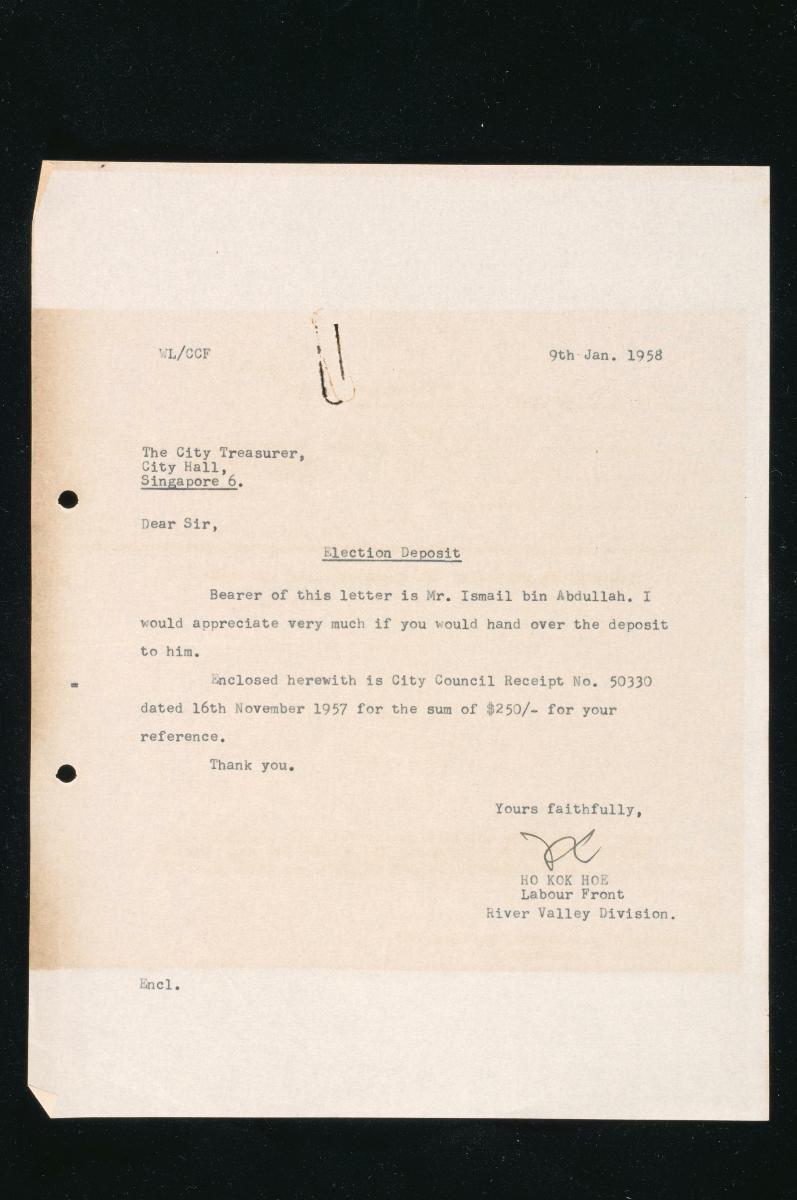 WL/CCF
9th Jan. 1958
The City Treasurer,
City Hall,
Singapore 6.
Dear Sir,
Election Deposit
Bearer of this letter is Mr. Ismail bin Abdullah. I
would appreciate very much if you would hand over the deposit
to him.
Enclosed herewith is City Council Receipt No. 50330
dated 16th November 1957 for the sum of $250/- for your
reference.
Thank you.
Yours faithfully,
HO KOK HOE
Labour Front
River Valley Division.
Encl.